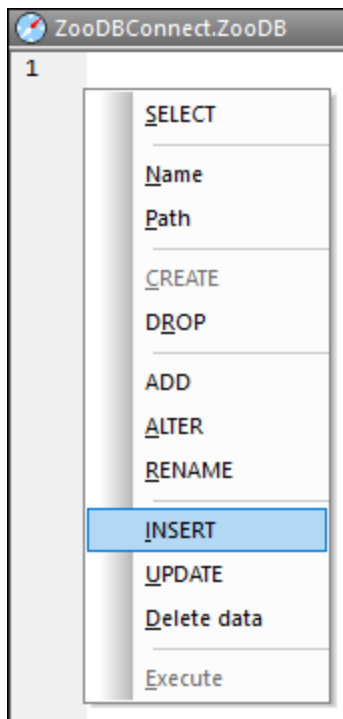 ZooDBConnect.ZooDB
1
SELECT
Name
Path
CREATE
DROP
ADD
ALTER
RENAME
INSERT
UPDATE
Delete data
Execute